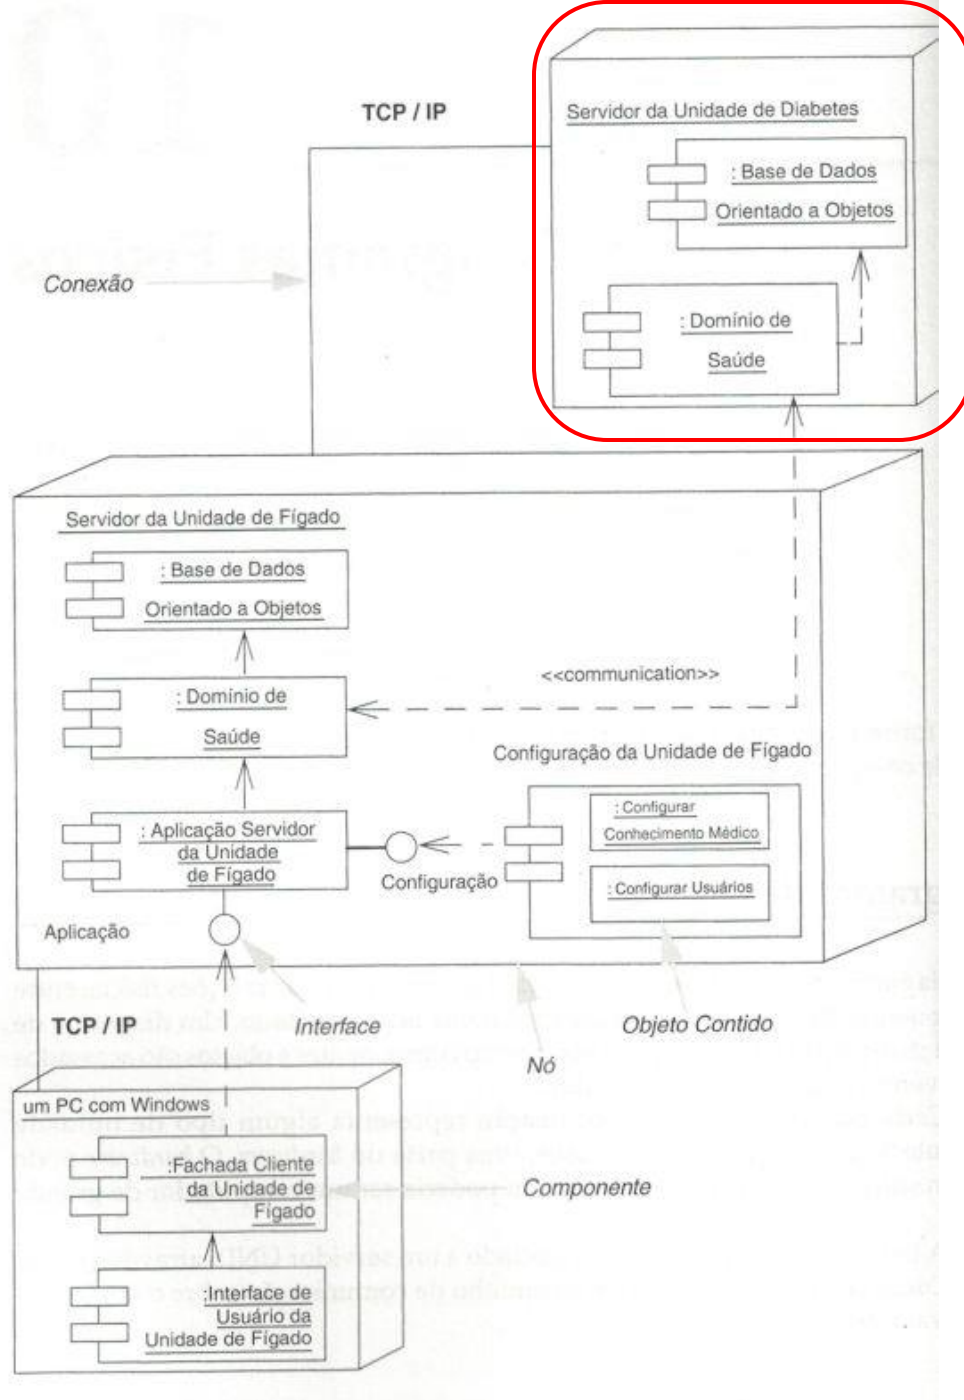 TCP / IP
Servidor da Unidade de Diabetes
: Base de Dados
Orientado a Objetos
Conexão
: Domínio de
Saúde
Servidor da Unidade de Fígado
: Base de Dados
Orientado a Objetos
<<communication>>
: Domínio de
Saúde
Configuração da Unidade de Fígado
: Configurar
Conhecimento Médico
: Aplicação Servidor
da Unidade
de Fígado
Configuração
: Configurar Usuários
Aplicação
TCP / IP
Interface
Objeto Contido
Nó
um PC com Windows
:Fachada Cliente
da Unidade de
Fígado
Componente
:Interface de
Usuário da
Unidade de Fígado